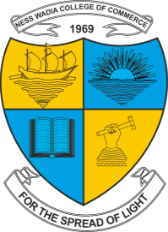 NESS WADIA COLLEGE OF COMMERCE
1969
FOR THE SPREAD OF LIGHT